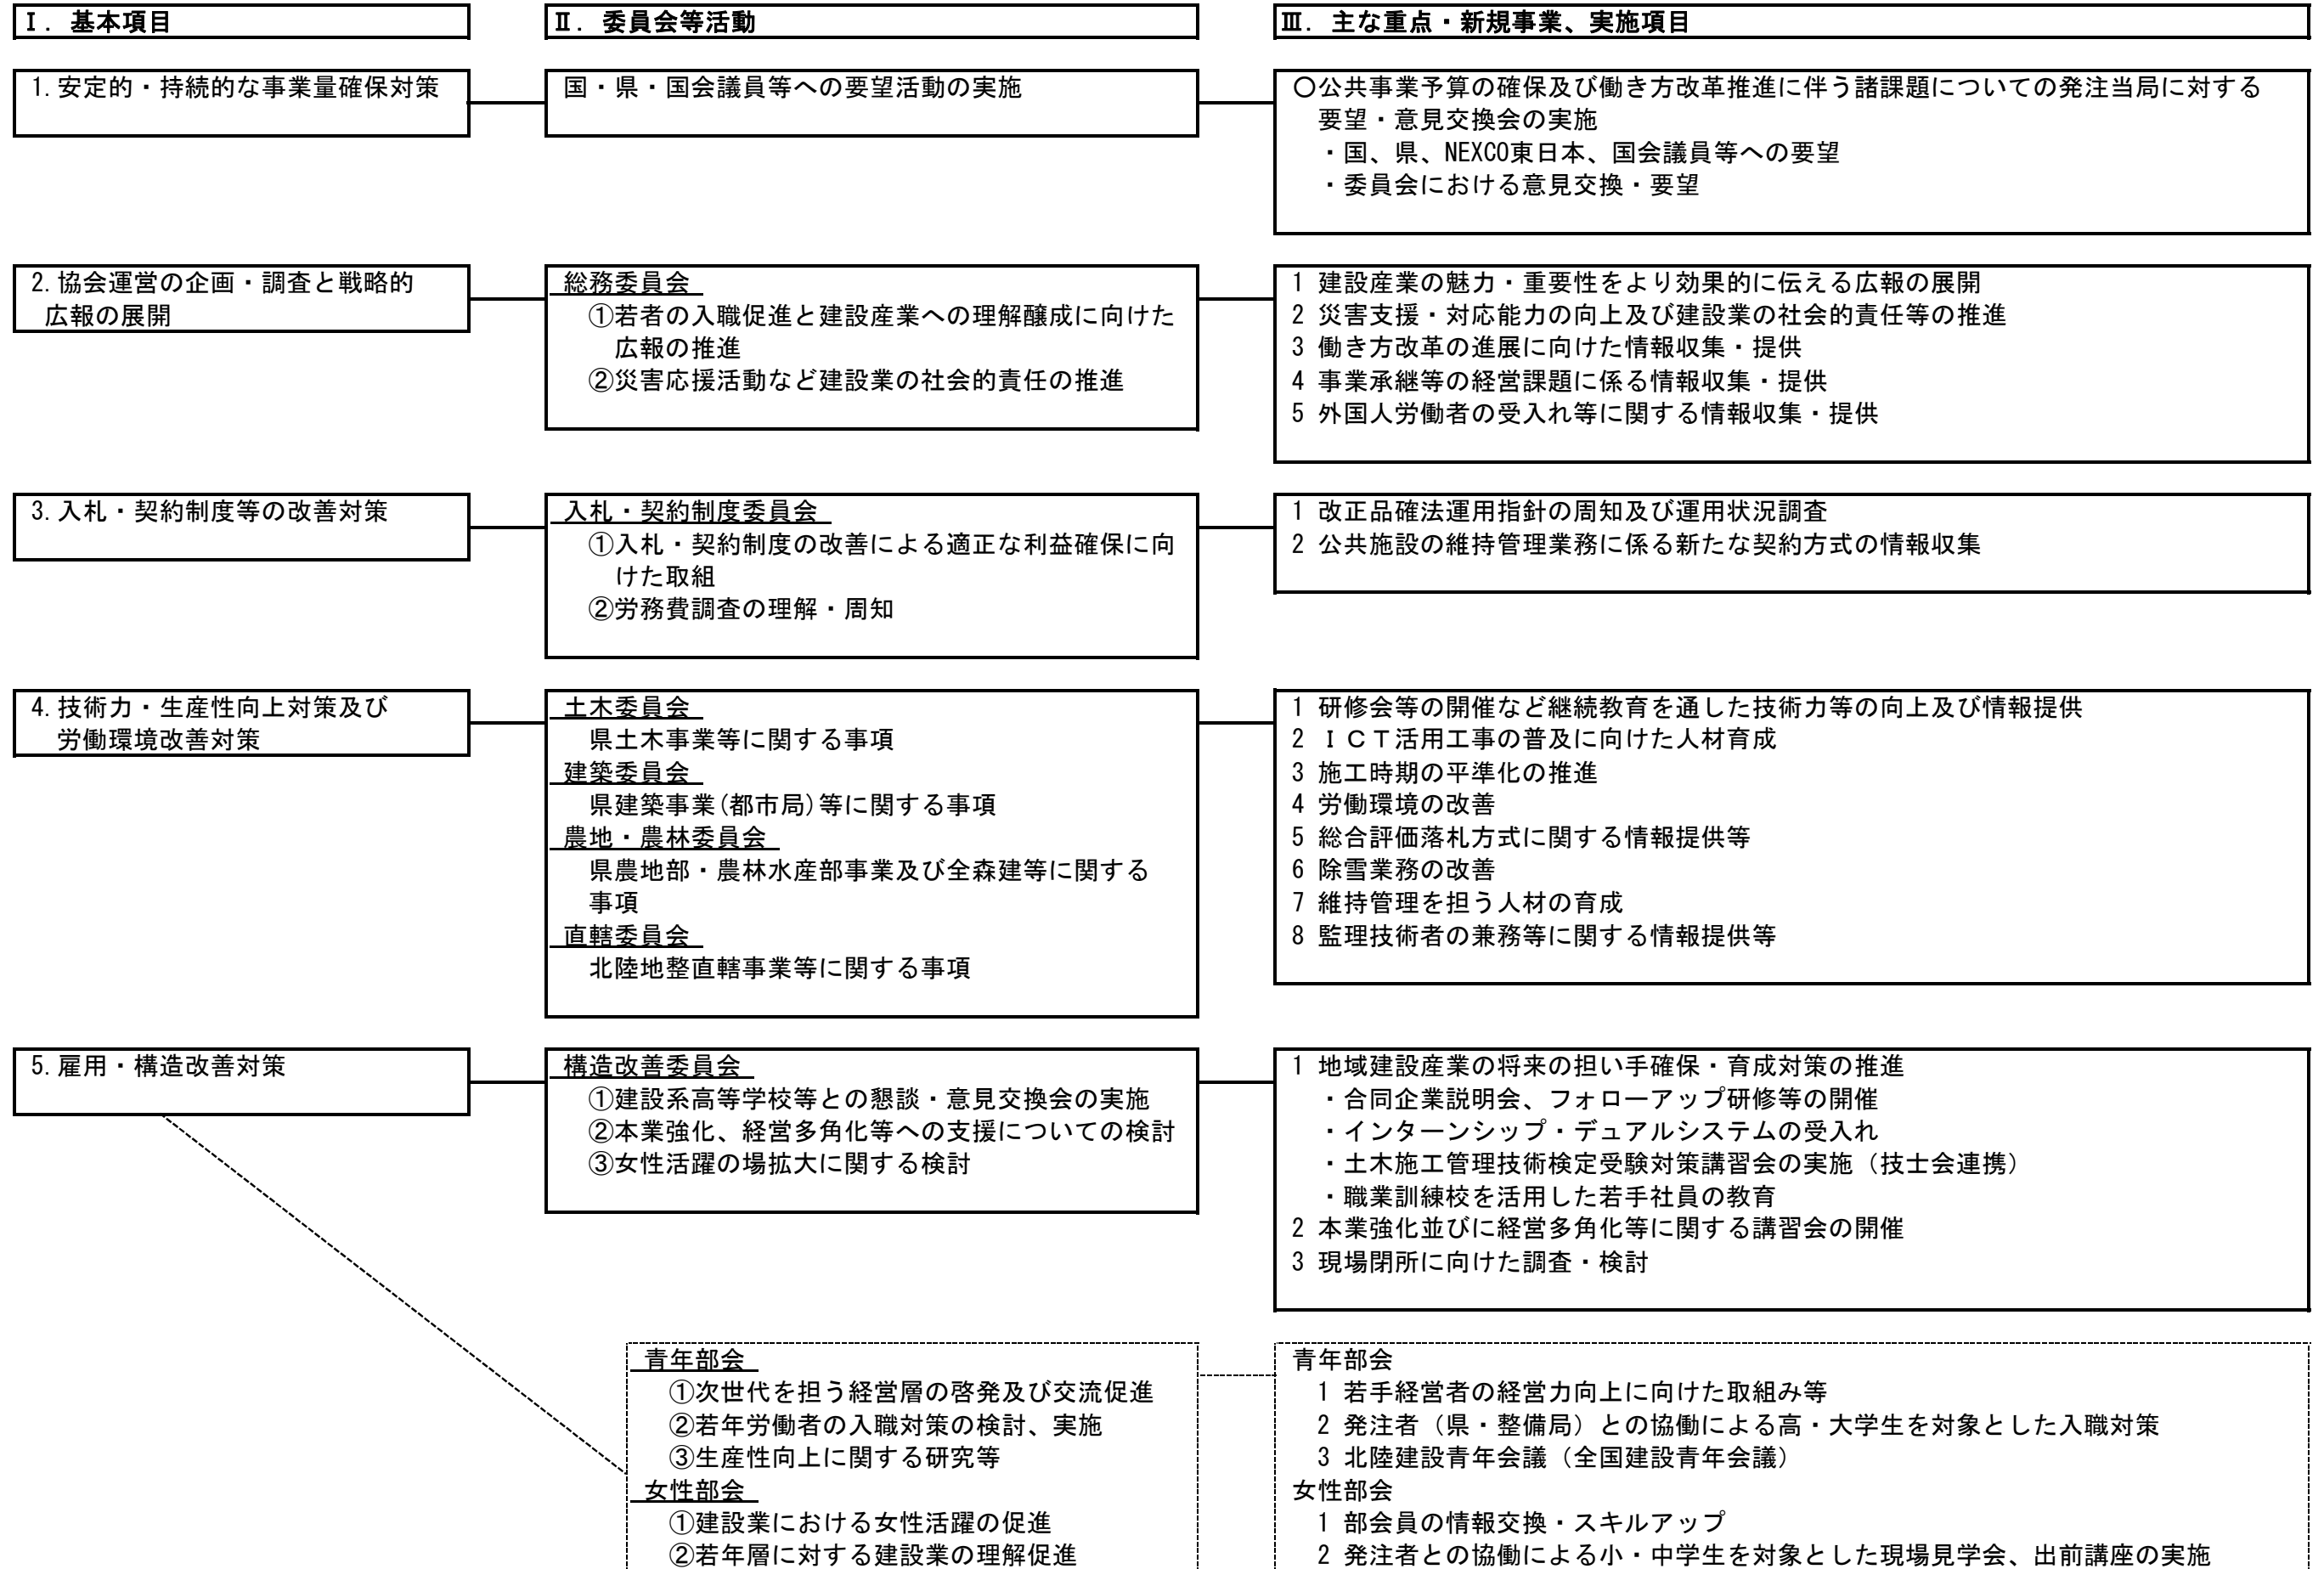 Ⅰ．基本項目
Ⅱ．委員会等活動
Ⅲ．主な重点・新規事業、実施項目
1.安定的・持続的な事業量確保対策
国・県・国会議員等への要望活動の実施
〇公共事業予算の確保及び働き方改革推進に伴う諸課題についての発注当局に対する
要望・意見交換会の実施
・国、県、NEXCO東日本、国会議員等への要望
・委員会における意見交換・要望
2.協会運営の企画・調査と戦略的
広報の展開
総務委員会
①若者の入職促進と建設産業への理解醸成に向けた
広報の推進
②災害応援活動など建設業の社会的責任の推進
1 建設産業の魅力・重要性をより効果的に伝える広報の展開
2 災害支援・対応能力の向上及び建設業の社会的責任等の推進
3 働き方改革の進展に向けた情報収集・提供
4 事業承継等の経営課題に係る情報収集・提供
5 外国人労働者の受入れ等に関する情報収集・提供
3.入札・契約制度等の改善対策
入札・契約制度委員会
①入札・契約制度の改善による適正な利益確保に向
けた取組
②労務費調査の理解・周知
1 改正品確法運用指針の周知及び運用状況調査
2 公共施設の維持管理業務に係る新たな契約方式の情報収集
4.技術力・生産性向上対策及び
労働環境改善対策
土木委員会
県土木事業等に関する事項
建築委員会
県建築事業(都市局)等に関する事項
農地・農林委員会
県農地部・農林水産部事業及び全森建等に関する
事項
直轄委員会
北陸地整直轄事業等に関する事項
1 研修会等の開催など継続教育を通した技術力等の向上及び情報提供
2 ＩＣＴ活用工事の普及に向けた人材育成
3 施工時期の平準化の推進
4 労働環境の改善
5 総合評価落札方式に関する情報提供等
6 除雪業務の改善
7 維持管理を担う人材の育成
8 監理技術者の兼務等に関する情報提供等
5.雇用・構造改善対策
構造改善委員会
①建設系高等学校等との懇談・意見交換会の実施
②本業強化、経営多角化等への支援についての検討
③女性活躍の場拡大に関する検討
1 地域建設産業の将来の担い手確保・育成対策の推進
・合同企業説明会、フォローアップ研修等の開催
・インターンシップ・デュアルシステムの受入れ
・土木施工管理技術検定受験対策講習会の実施（技士会連携）
・職業訓練校を活用した若手社員の教育
2 本業強化並びに経営多角化等に関する講習会の開催
3 現場閉所に向けた調査・検討
青年部会
①次世代を担う経営層の啓発及び交流促進
②若年労働者の入職対策の検討、実施
③生産性向上に関する研究等
女性部会
①建設業における女性活躍の促進
②若年層に対する建設業の理解促進
青年部会
1 若手経営者の経営力向上に向けた取組み等
2 発注者（県・整備局）との協働による高・大学生を対象とした入職対策
3 北陸建設青年会議（全国建設青年会議）
女性部会
1 部会員の情報交換・スキルアップ
2 発注者との協働による小・中学生を対象とした現場見学会、出前講座の実施